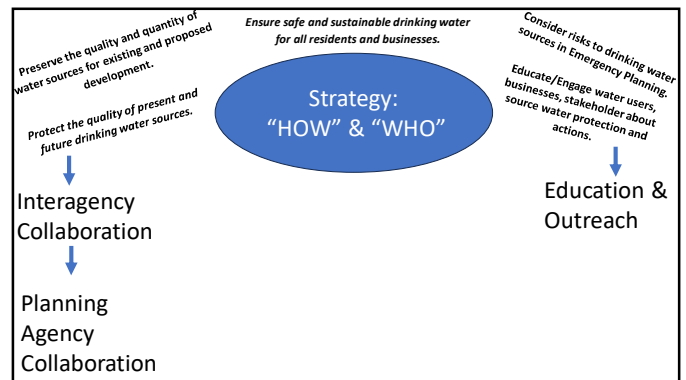 Preserve the quality and quantity of
water sources for existing and proposed
development.
Protect the quality of present and
future drinking water sources.
Ensure safe and sustainable drinking water
for all residents and businesses.
Strategy:
“HOW” & “WHO”
Consider risks to drinking water
sources in Emergency Planning.
Educate/Engage water users,
businesses, stakeholder about
source water protection and
actions.
Interagency
Collaboration
Planning
Agency
Collaboration
Education &
Outreach